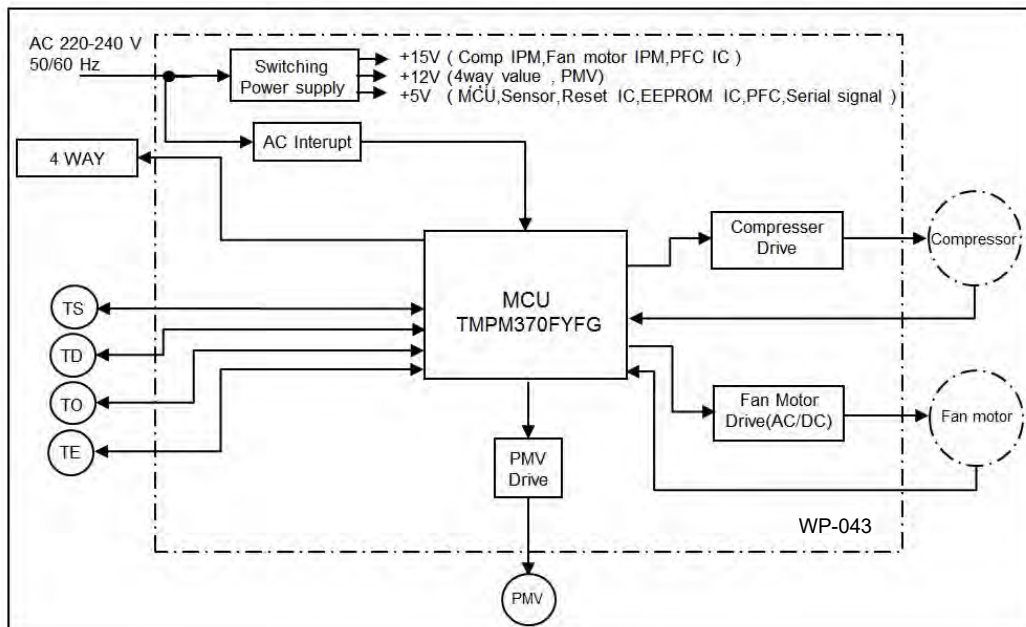 AC 220-240 V
50/60 Hz
Switching
Power supply
+15V ( Comp IPM,Fan motor IPM,PFC IC )
+12V (4way value , PMV)
+5V ( MCU,Sensor,Reset IC,EEPROM IC,PFC,Serial signal )
AC Interupt
4 WAY
Compresser
Drive
Compressor
MCU
TMPM370FYFG
TS
TD
TO
TE
Fan Motor
Drive(AC/DC)
Fan motor
PMV
Drive
WP-043
PMV